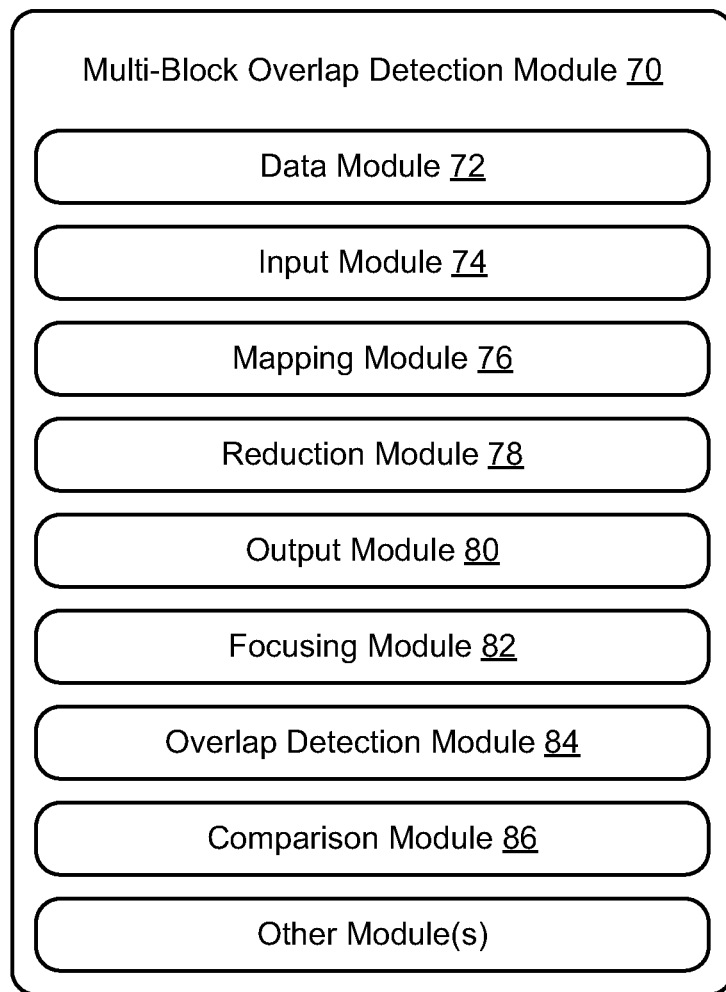 Multi-Block Overlap Detection Module 70
Data Module 72
Input Module 74
Mapping Module 76
Reduction Module 78
Output Module 80
Focusing Module 82
Overlap Detection Module 84
Comparison Module 86
Other Module(s)